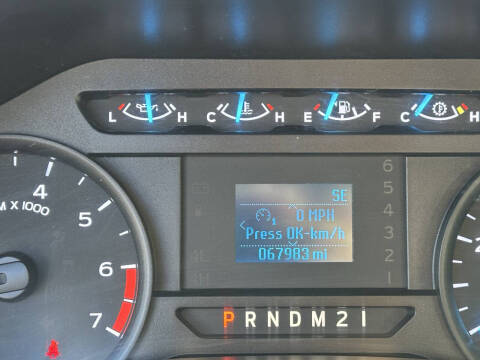 L H C H E F C H
M X 1000
4
5
6
7
SE
1 0 MPH
Press OK-km/h
067983 mi
6
5
4
3
2
1
H
P R N D M 2 1